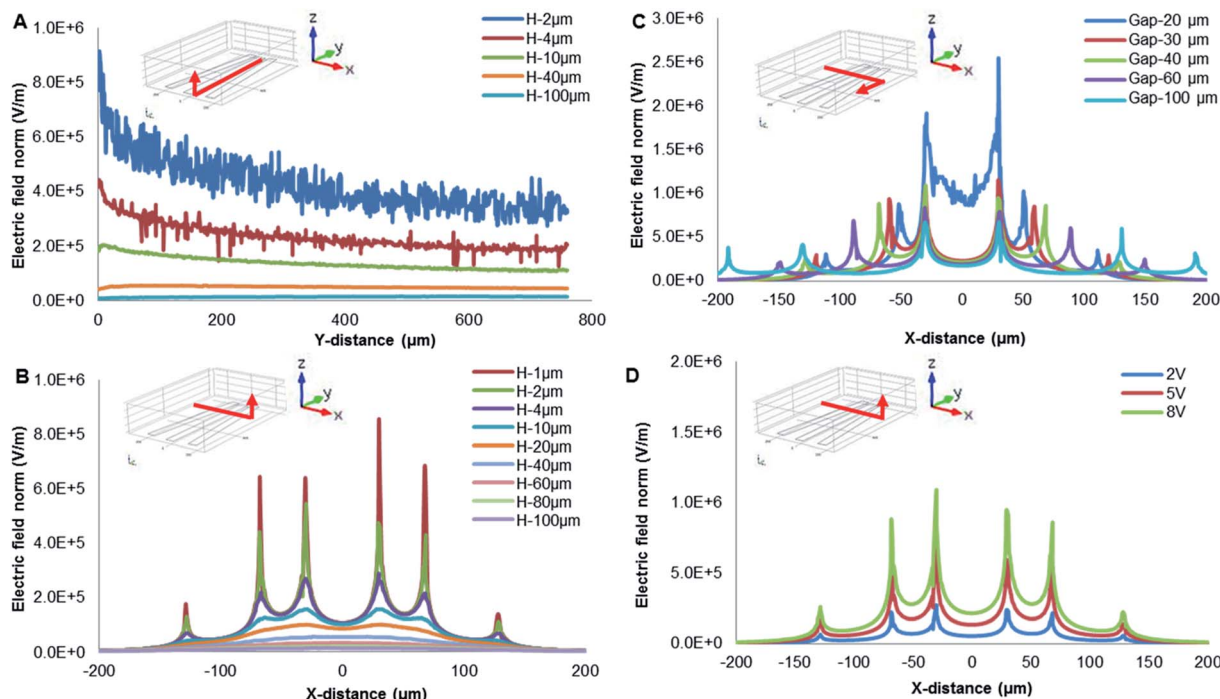 A
1.0E+6
8.0E+5
6.0E+5
4.0E+5
2.0E+5
0.0E+0
Electric field norm (V/m)
0 200 400 600 800
Y-distance (µm)
z
y
x
H-2µm
H-4µm
H-10µm
H-40µm
H-100µm
C
3.0E+6
2.5E+6
2.0E+6
1.5E+6
1.0E+6
5.0E+5
0.0E+0
Electric field norm (V/m)
-200 -150 -100 -50 0 50 100 150 200
X-distance (µm)
z
y
x
Gap-20 µm
Gap-30 µm
Gap-40 µm
Gap-60 µm
Gap-100 µm
B
1.0E+6
8.0E+5
6.0E+5
4.0E+5
2.0E+5
0.0E+0
Electric field norm (V/m)
-200 -100 0 100 200
X-distance (µm)
z
y
x
H-1µm
H-2µm
H-4µm
H-10µm
H-20µm
H-40µm
H-60µm
H-80µm
H-100µm
D
2.0E+6
1.5E+6
1.0E+6
5.0E+5
0.0E+0
Electric field norm (V/m)
-200 -150 -100 -50 0 50 100 150 200
X-distance (µm)
z
y
x
2V
5V
8V